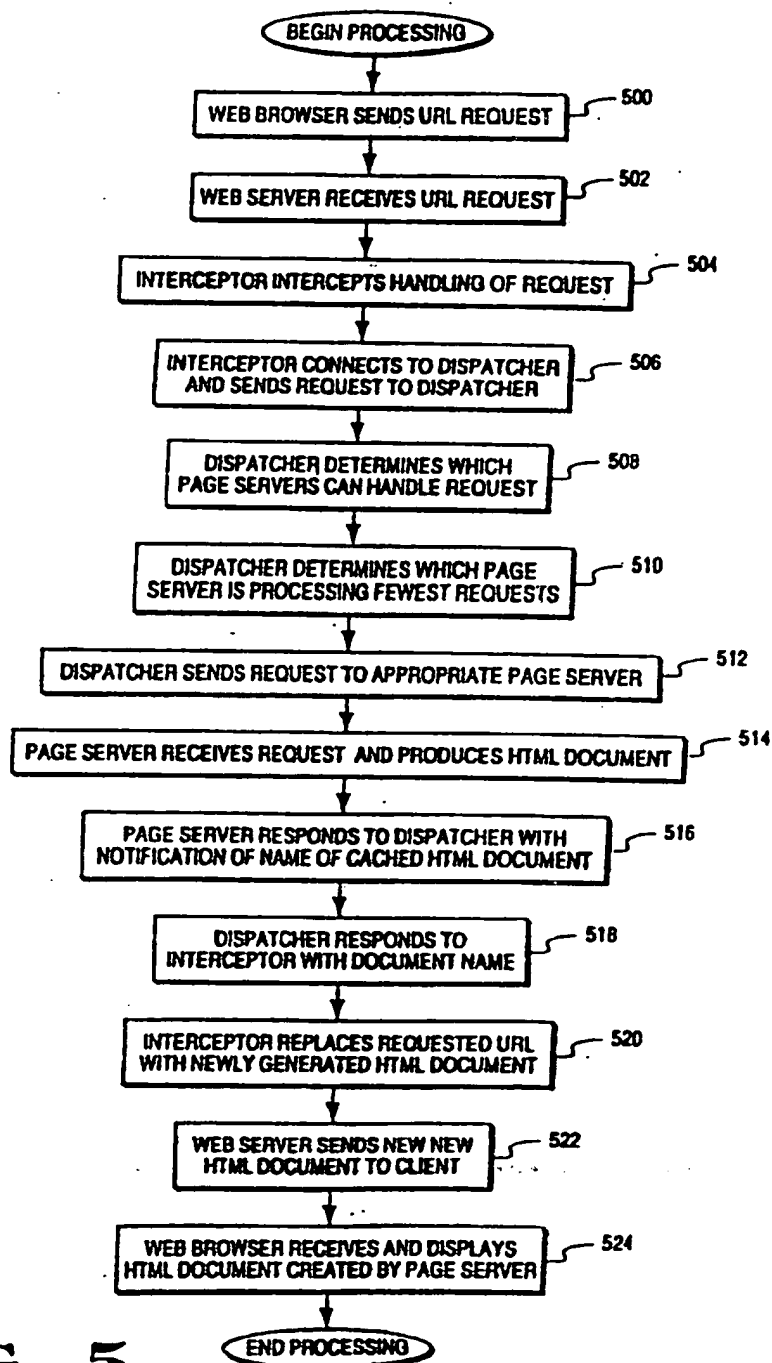 BEGIN PROCESSING
WEB BROWSER SENDS URL REQUEST
500
WEB SERVER RECEIVES URL REQUEST
502
INTERCEPTOR INTERCEPTS HANDLING OF REQUEST
504
INTERCEPTOR CONNECTS TO DISPATCHER
AND SENDS REQUEST TO DISPATCHER
506
DISPATCHER DETERMINES WHICH
PAGE SERVERS CAN HANDLE REQUEST
508
DISPATCHER DETERMINES WHICH PAGE
SERVER IS PROCESSING FEWEST REQUESTS
510
DISPATCHER SENDS REQUEST TO APPROPRIATE PAGE SERVER
512
PAGE SERVER RECEIVES REQUEST AND PRODUCES HTML DOCUMENT
514
PAGE SERVER RESPONDS TO DISPATCHER WITH
NOTIFICATION OF NAME OF CACHED HTML DOCUMENT
516
DISPATCHER RESPONDS TO
INTERCEPTOR WITH DOCUMENT NAME
518
INTERCEPTOR REPLACES REQUESTED URL
WITH NEWLY GENERATED HTML DOCUMENT
520
WEB SERVER SENDS NEW NEW
HTML DOCUMENT TO CLIENT
522
WEB BROWSER RECEIVES AND DISPLAYS
HTML DOCUMENT CREATED BY PAGE SERVER
524
END PROCESSING